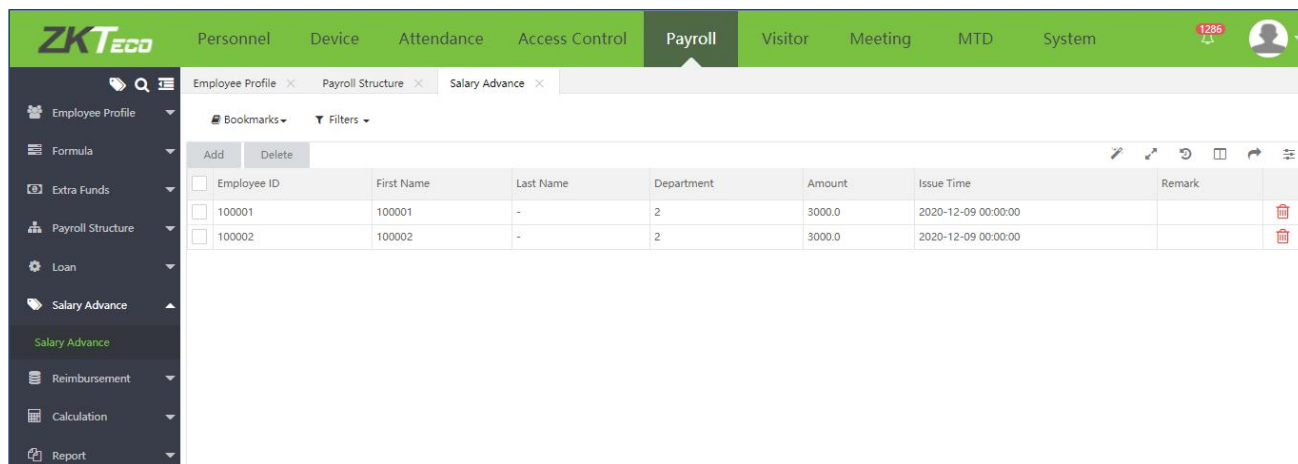 ZKTECO Personnel Device Attendance Access Control Payroll Visitor Meeting MTD System 1286
Employee Profile Payroll Structure Salary Advance
Employee Profile
Formula
Extra Funds
Payroll Structure
Loan
Salary Advance
Salary Advance
Reimbursement
Calculation
Report
Bookmarks Filters
Add Delete
Employee ID First Name Last Name Department Amount Issue Time Remark
100001 100001 - 2 3000.0 2020-12-09 00:00:00
100002 100002 - 2 3000.0 2020-12-09 00:00:00